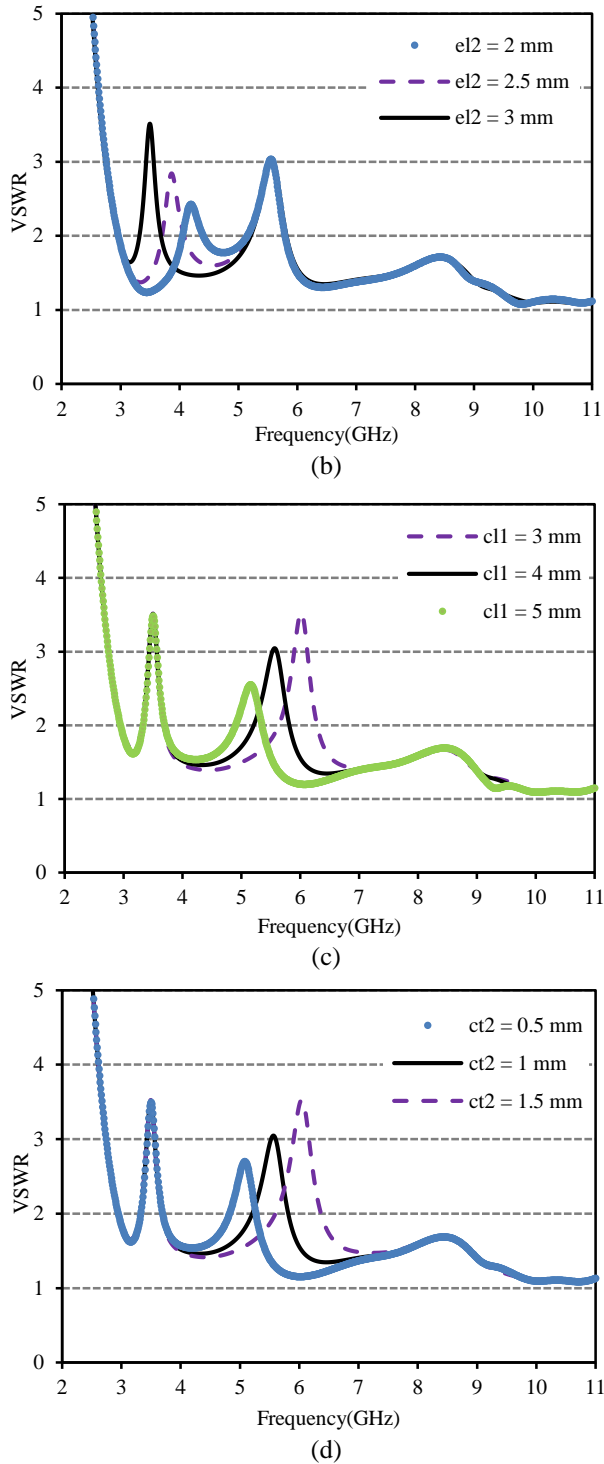 5
4
3
2
1
0
VSWR
el2 = 2 mm
el2 = 2.5 mm
el2 = 3 mm
2 3 4 5 6 7 8 9 10 11
Frequency(GHz)
(b)
5
4
3
2
1
0
VSWR
cl1 = 3 mm
cl1 = 4 mm
cl1 = 5 mm
2 3 4 5 6 7 8 9 10 11
Frequency(GHz)
(c)
5
4
3
2
1
0
VSWR
ct2 = 0.5 mm
ct2 = 1 mm
ct2 = 1.5 mm
2 3 4 5 6 7 8 9 10 11
Frequency(GHz)
(d)